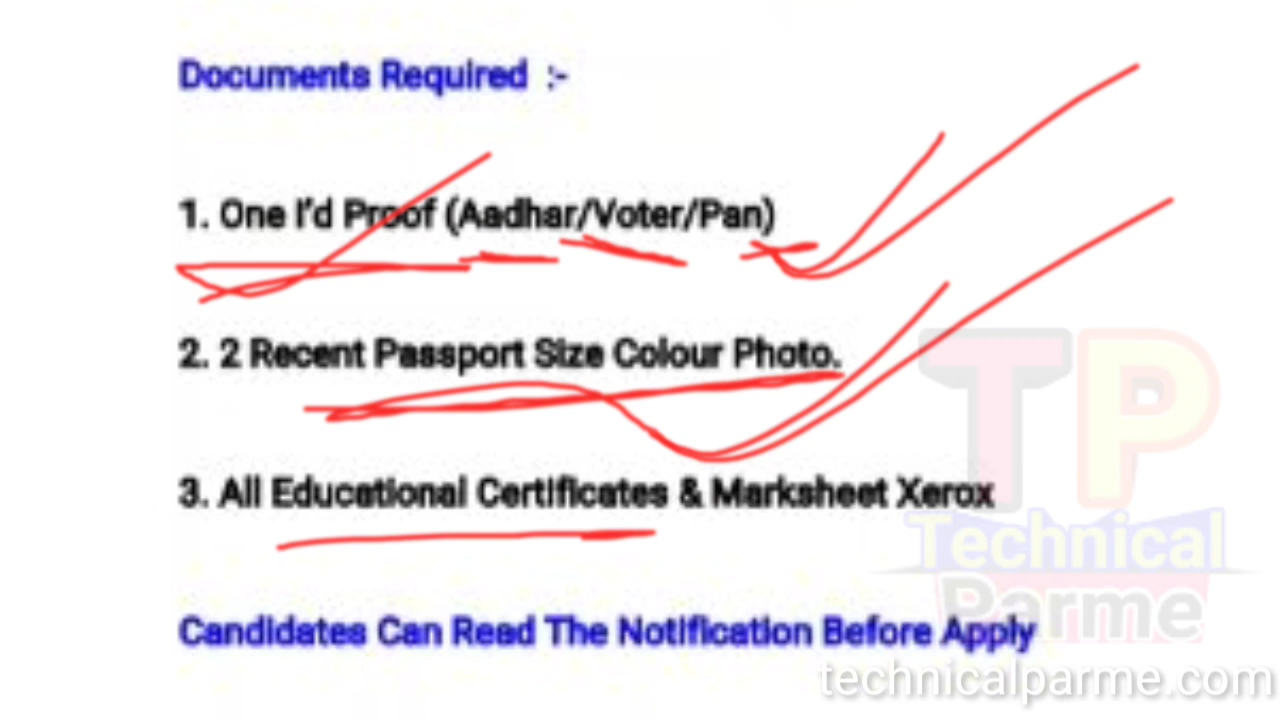 Documents Required :-
1. One I'd Proof (Aadhar/Voter/Pan)
2. 2 Recent Passport Size Colour Photo.
3. All Educational Certificates & Marksheet Xerox
TP
Technical
Parme
Candidates Can Read The Notification Before Apply
technicalparme.com